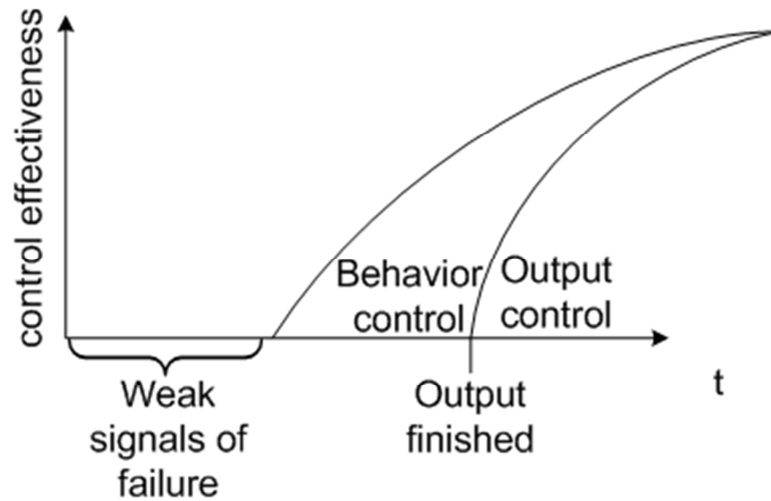 control effectiveness
Behavior
control
Output
control
t
Weak
signals of
failure
Output
finished